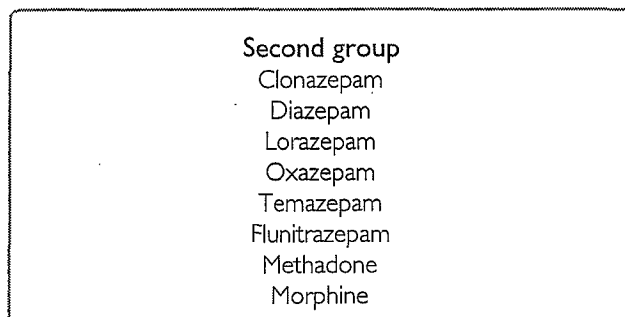 Second group
Clonazepam
Diazepam
Lorazepam
Oxazepam
Temazepam
Flunitrazepam
Methadone
Morphine